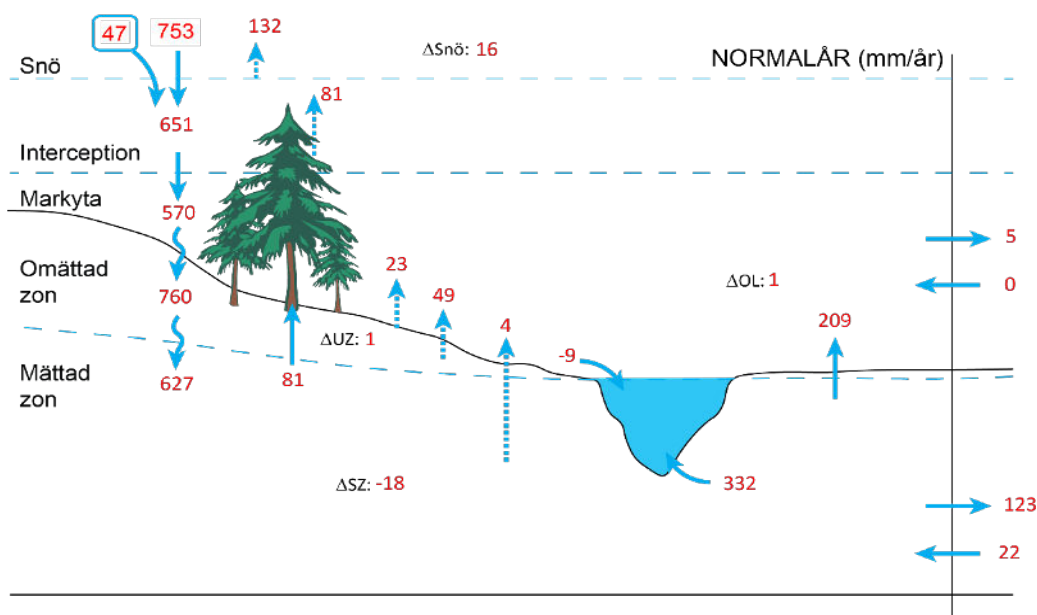 47
753
132
ΔSnö: 16
NORMALÅR (mm/år)
Snö
81
651
Interception
Markyta
570
5
Omättad
zon
23
ΔOL: 1
0
760
49
4
209
ΔUZ: 1
-9
Mättad
zon
627
81
ΔSZ: -18
332
123
22